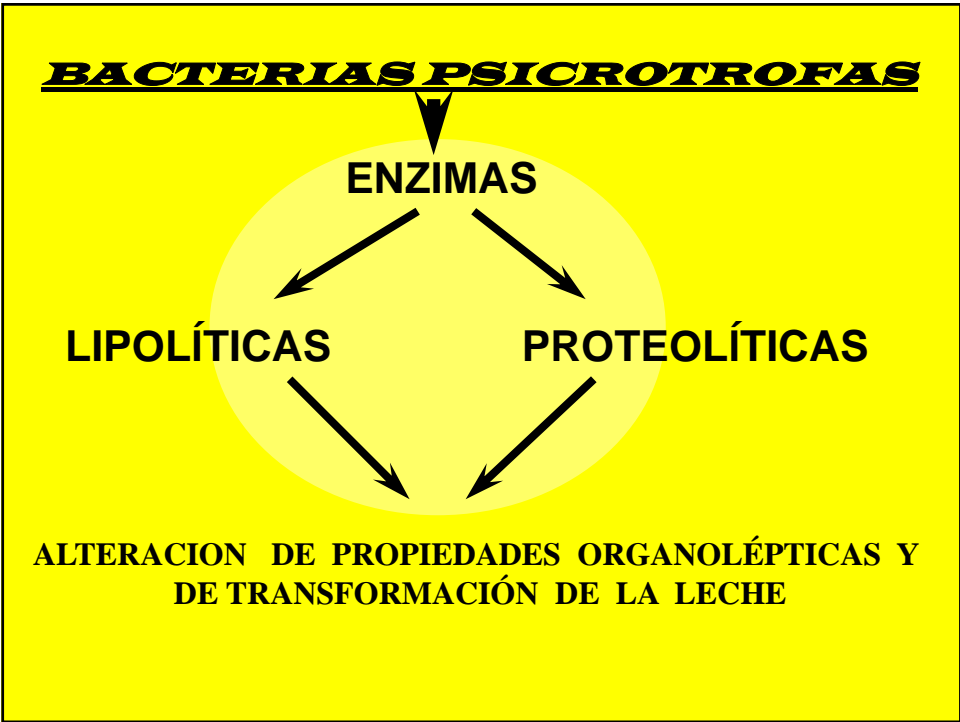 BACTERIAS PSICROTROFAS
ENZIMAS
LIPOLÍTICAS PROTEOLÍTICAS
ALTERACION DE PROPIEDADES ORGANOLÉPTICAS Y
DE TRANSFORMACIÓN DE LA LECHE